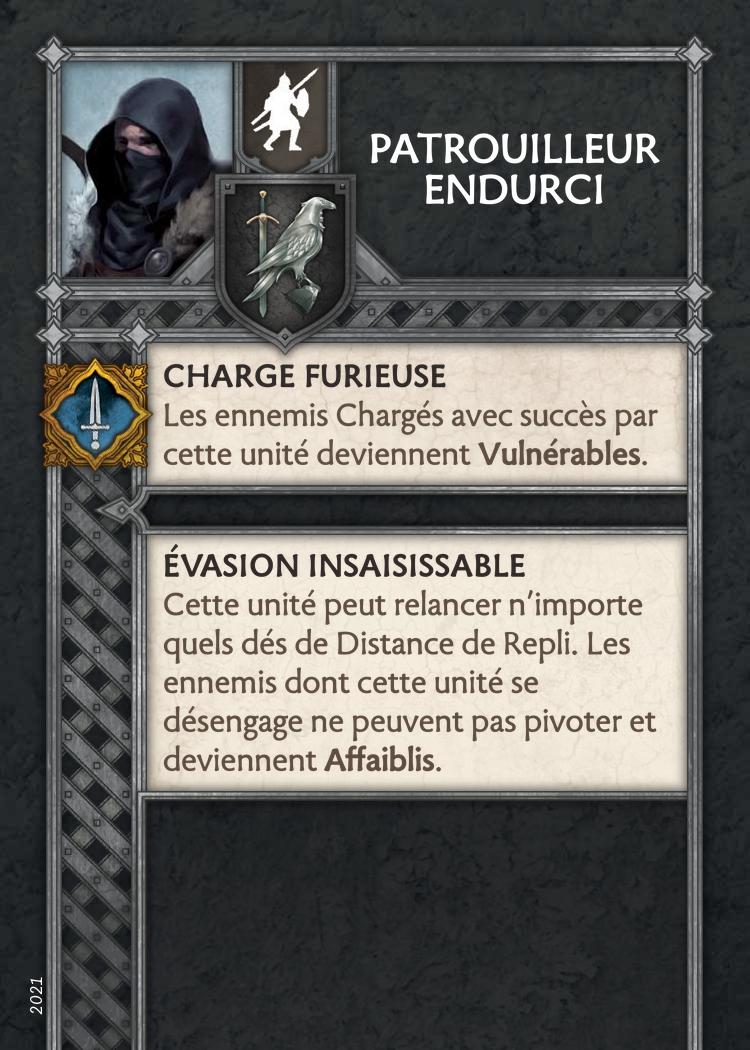 PATROUILLEUR
ENDURCI
CHARGE FURIEUSE
Les ennemis Chargés avec succès par
cette unité deviennent Vulnérables.
ÉVASION INSAISISSABLE
Cette unité peut relancer n’importe
quels dés de Distance de Repli. Les
ennemis dont cette unité se
désengage ne peuvent pas pivoter et
deviennent Affaiblis.
2021